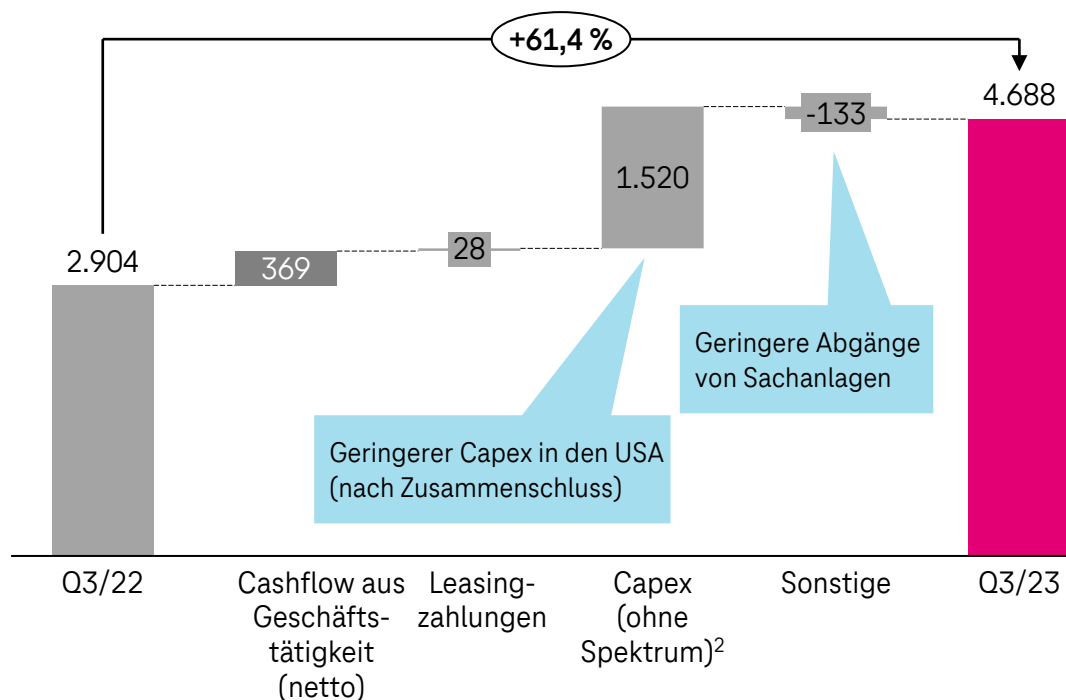 +61,4 %
4.688
-133
1.520
2.904
369
28
Geringere Abgänge
von Sachanlagen
Geringerer Capex in den USA
(nach Zusammenschluss)
Q3/22
Cashflow aus
Geschäfts-
tätigkeit
(netto)
Leasing-
zahlungen
Capex
(ohne
Spektrum)²
Sonstige
Q3/23